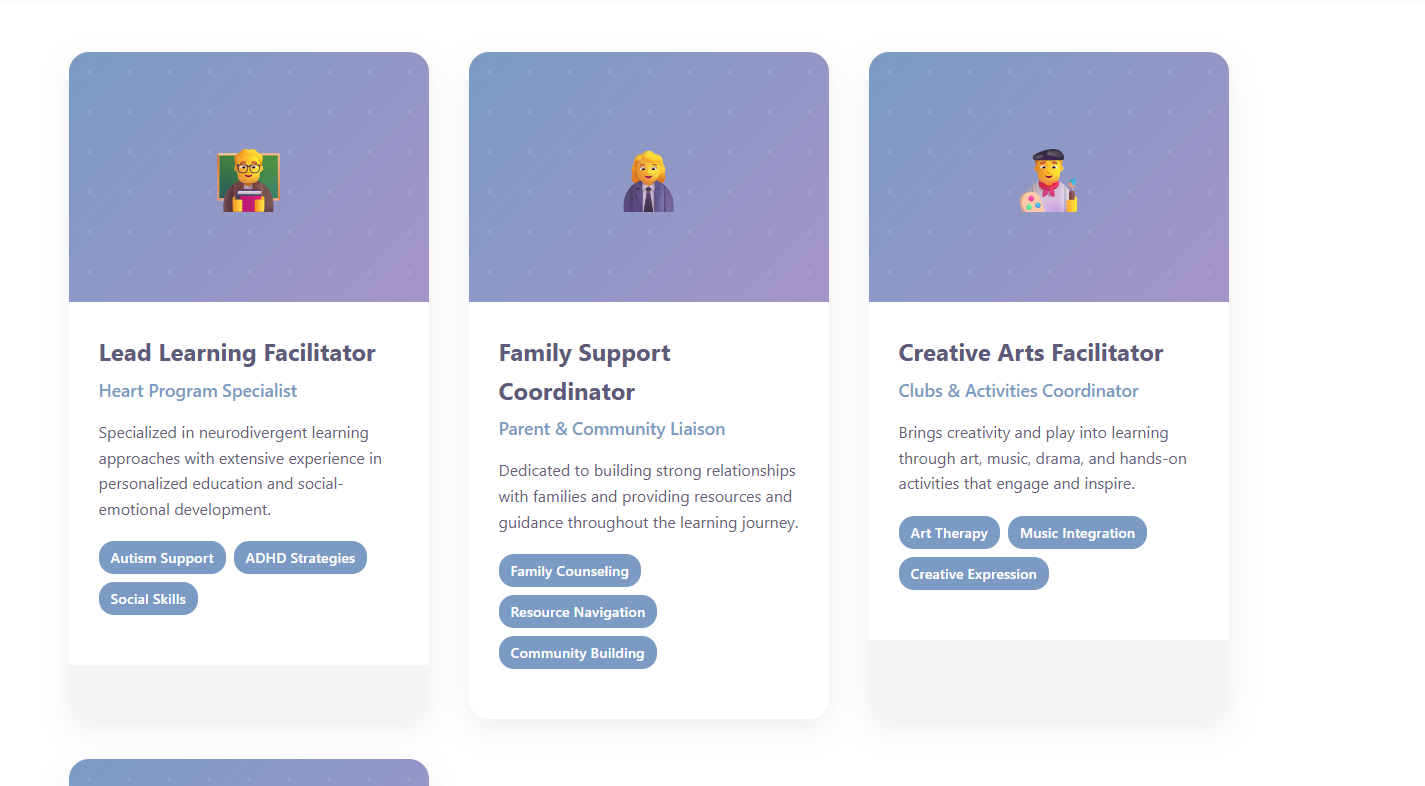 Lead Learning Facilitator
Heart Program Specialist
Specialized in neurodivergent learning
approaches with extensive experience in
personalized education and social-
emotional development.
Autism Support
ADHD Strategies
Social Skills
Family Support
Coordinator
Parent & Community Liaison
Dedicated to building strong relationships
with families and providing resources and
guidance throughout the learning journey.
Family Counseling
Resource Navigation
Community Building
Creative Arts Facilitator
Clubs & Activities Coordinator
Brings creativity and play into learning
through art, music, drama, and hands-on
activities that engage and inspire.
Art Therapy
Music Integration
Creative Expression